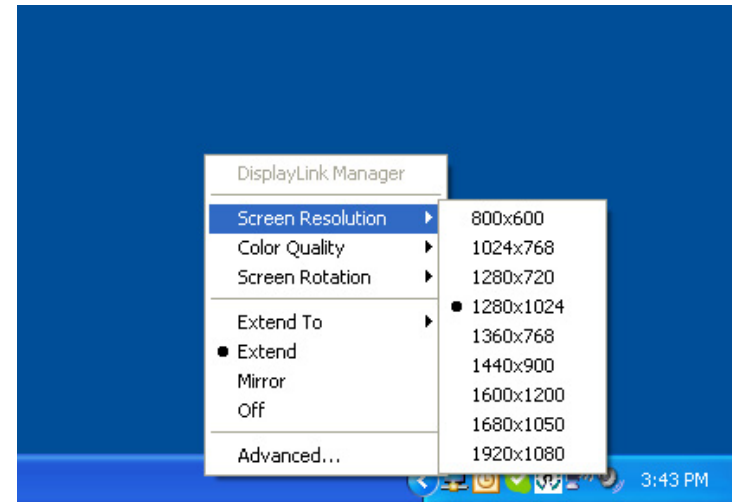 DisplayLink Manager
Screen Resolution
Color Quality
Screen Rotation
Extend To
Extend
Mirror
Off
Advanced...
800x600
1024x768
1280x720
1280x1024
1360x768
1440x900
1600x1200
1680x1050
1920x1080
3:43 PM